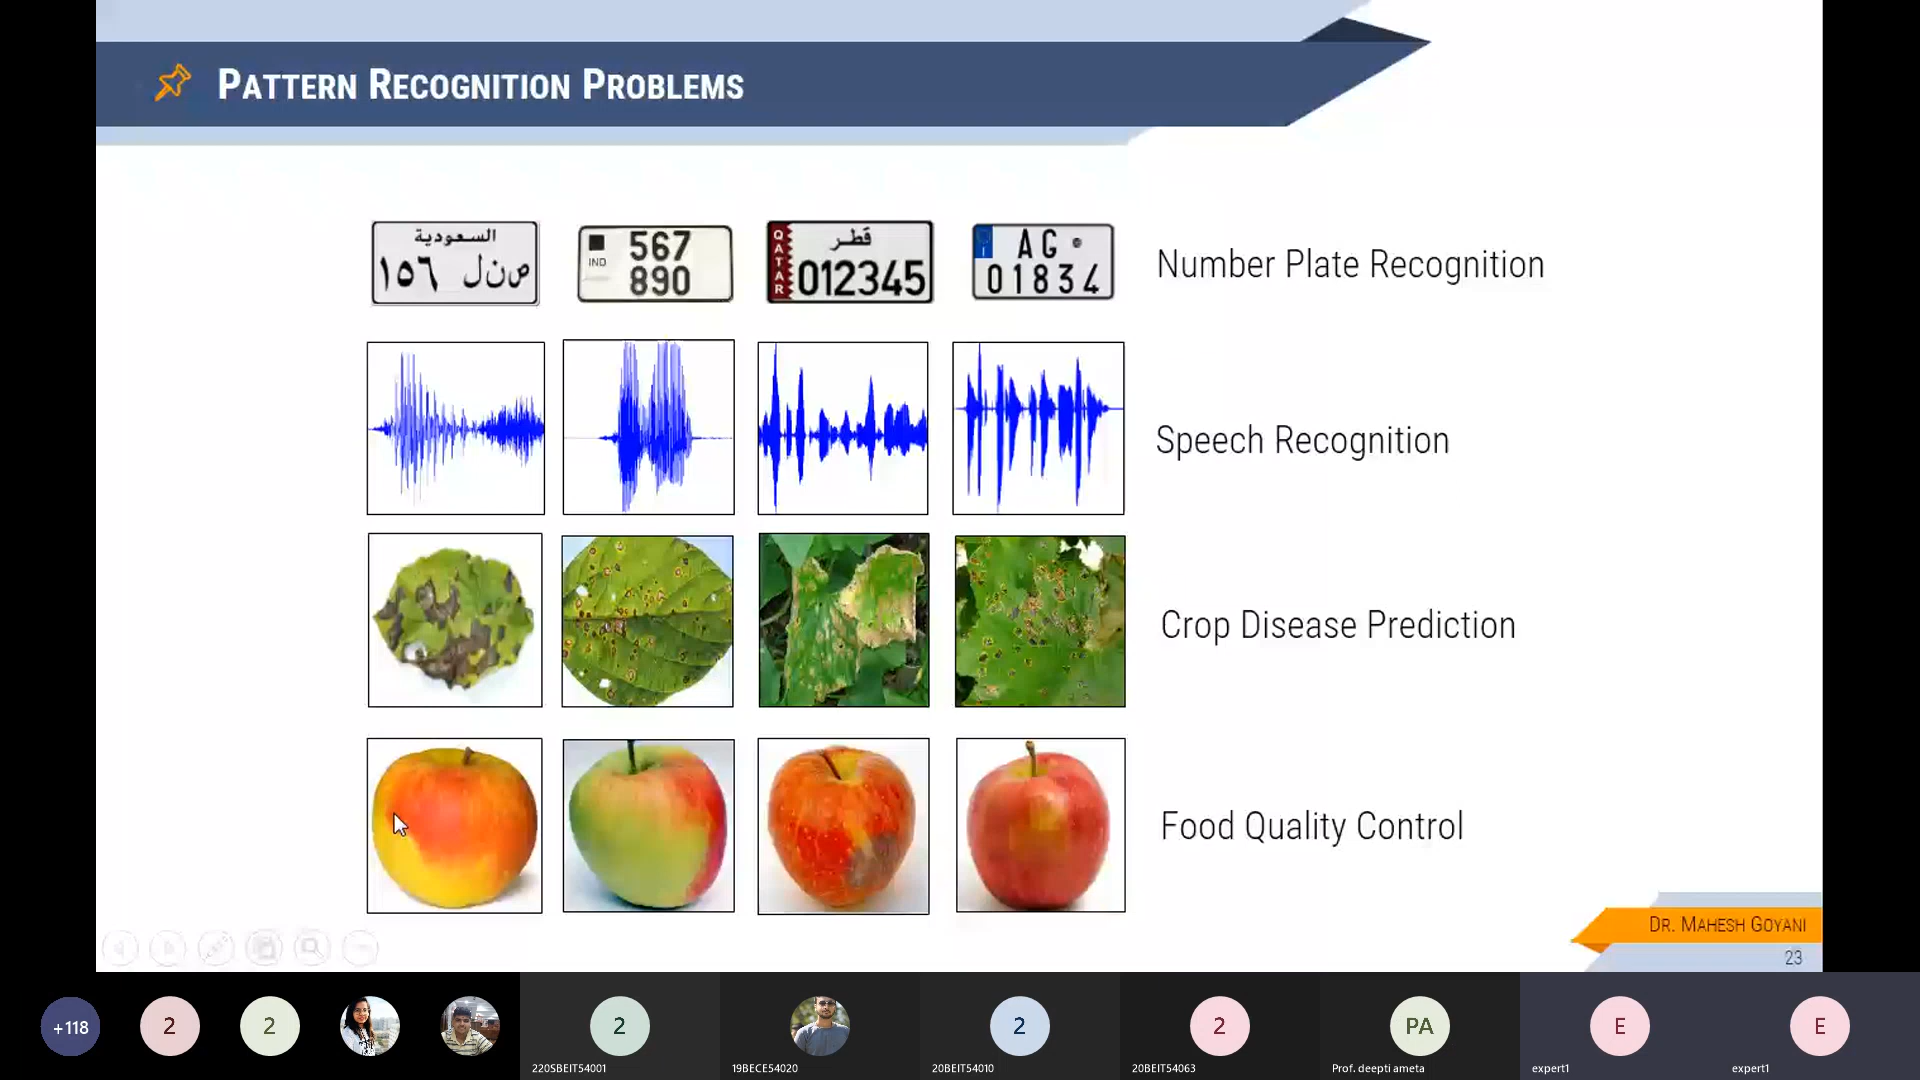 PATTERN RECOGNITION PROBLEMS
السعودية
١٥٦ صنل
567
IND
890
QATAR
قطر
012345
I
AG
01834
Number Plate Recognition
Speech Recognition
Crop Disease Prediction
Food Quality Control
DR. MAHESH GOYANI
23
+118
2
2
2
2
2
PA
E
E
220SBEIT54001
19BECE54020
20BEIT54010
20BEIT54063
Prof. deepti ameta
expert1
expert1